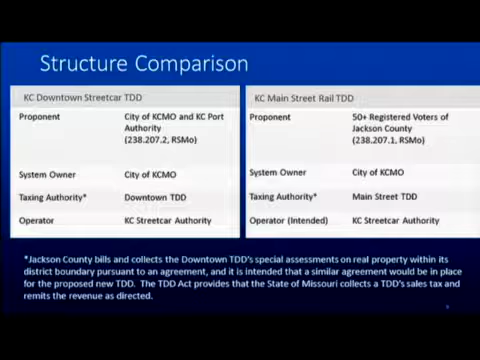 Structure Comparison
KC Downtown Streetcar TDD
Proponent City of KCMO and KC Port
Authority
(238.207.2, RSMo)
System Owner City of KCMO
Taxing Authority* Downtown TDD
Operator KC Streetcar Authority
KC Main Street Rail TDD
Proponent 50+ Registered Voters of
Jackson County
(238.207.1, RSMo)
System Owner City of KCMO
Taxing Authority* Main Street TDD
Operator (Intended) KC Streetcar Authority
*Jackson County bills and collects the Downtown TDD's special assessments on real property within its
district boundary pursuant to an agreement, and it is intended that a similar agreement would be in place
for the proposed new TDD. The TDD Act provides that the State of Missouri collects a TDD's sales tax and
remits the revenue as directed.